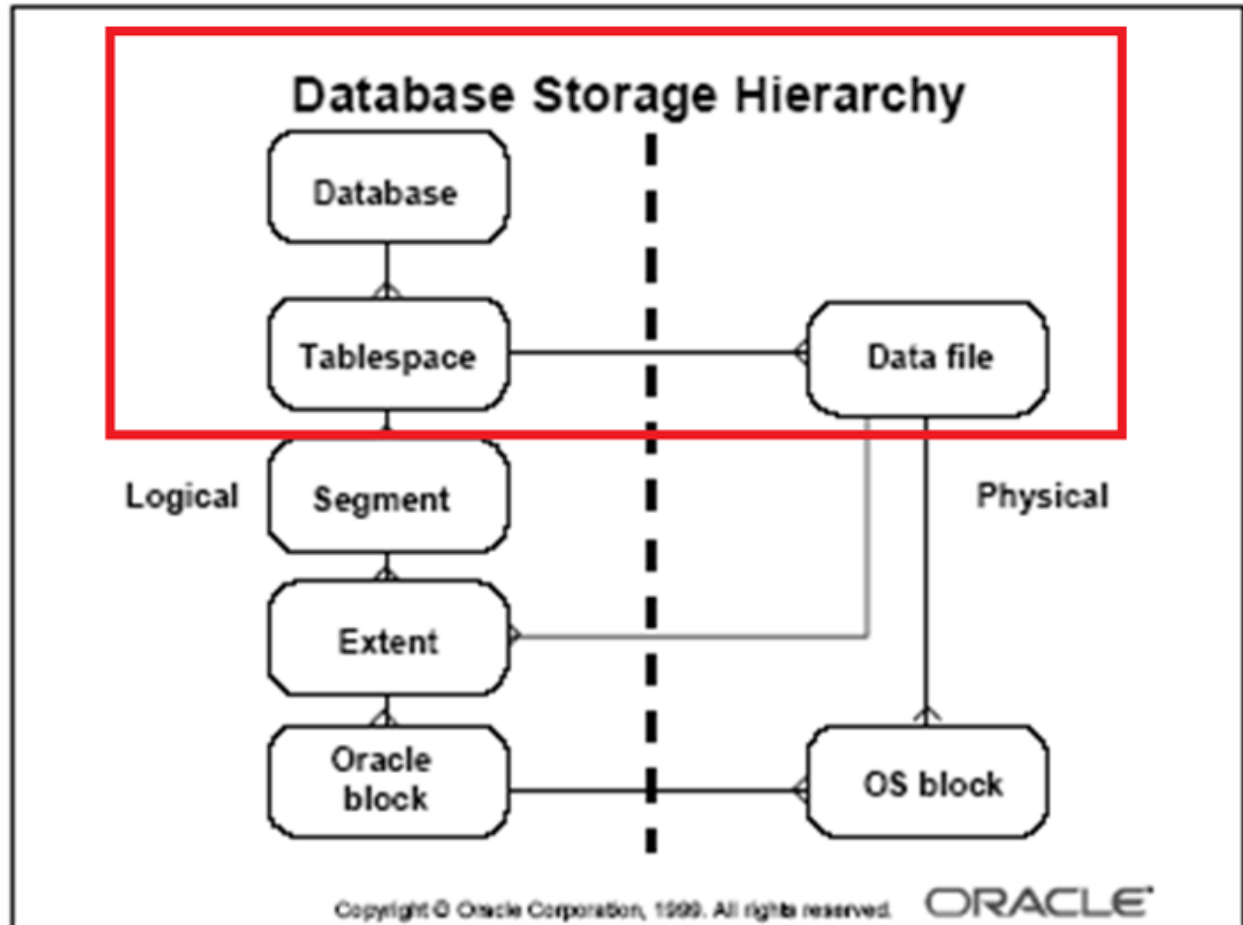 Database Storage Hierarchy
Database
Tablespace
Data file
Logical
Segment
Physical
Extent
Oracle
block
OS block
Copyright © Oracle Corporation, 1999. All rights reserved.
ORACLE